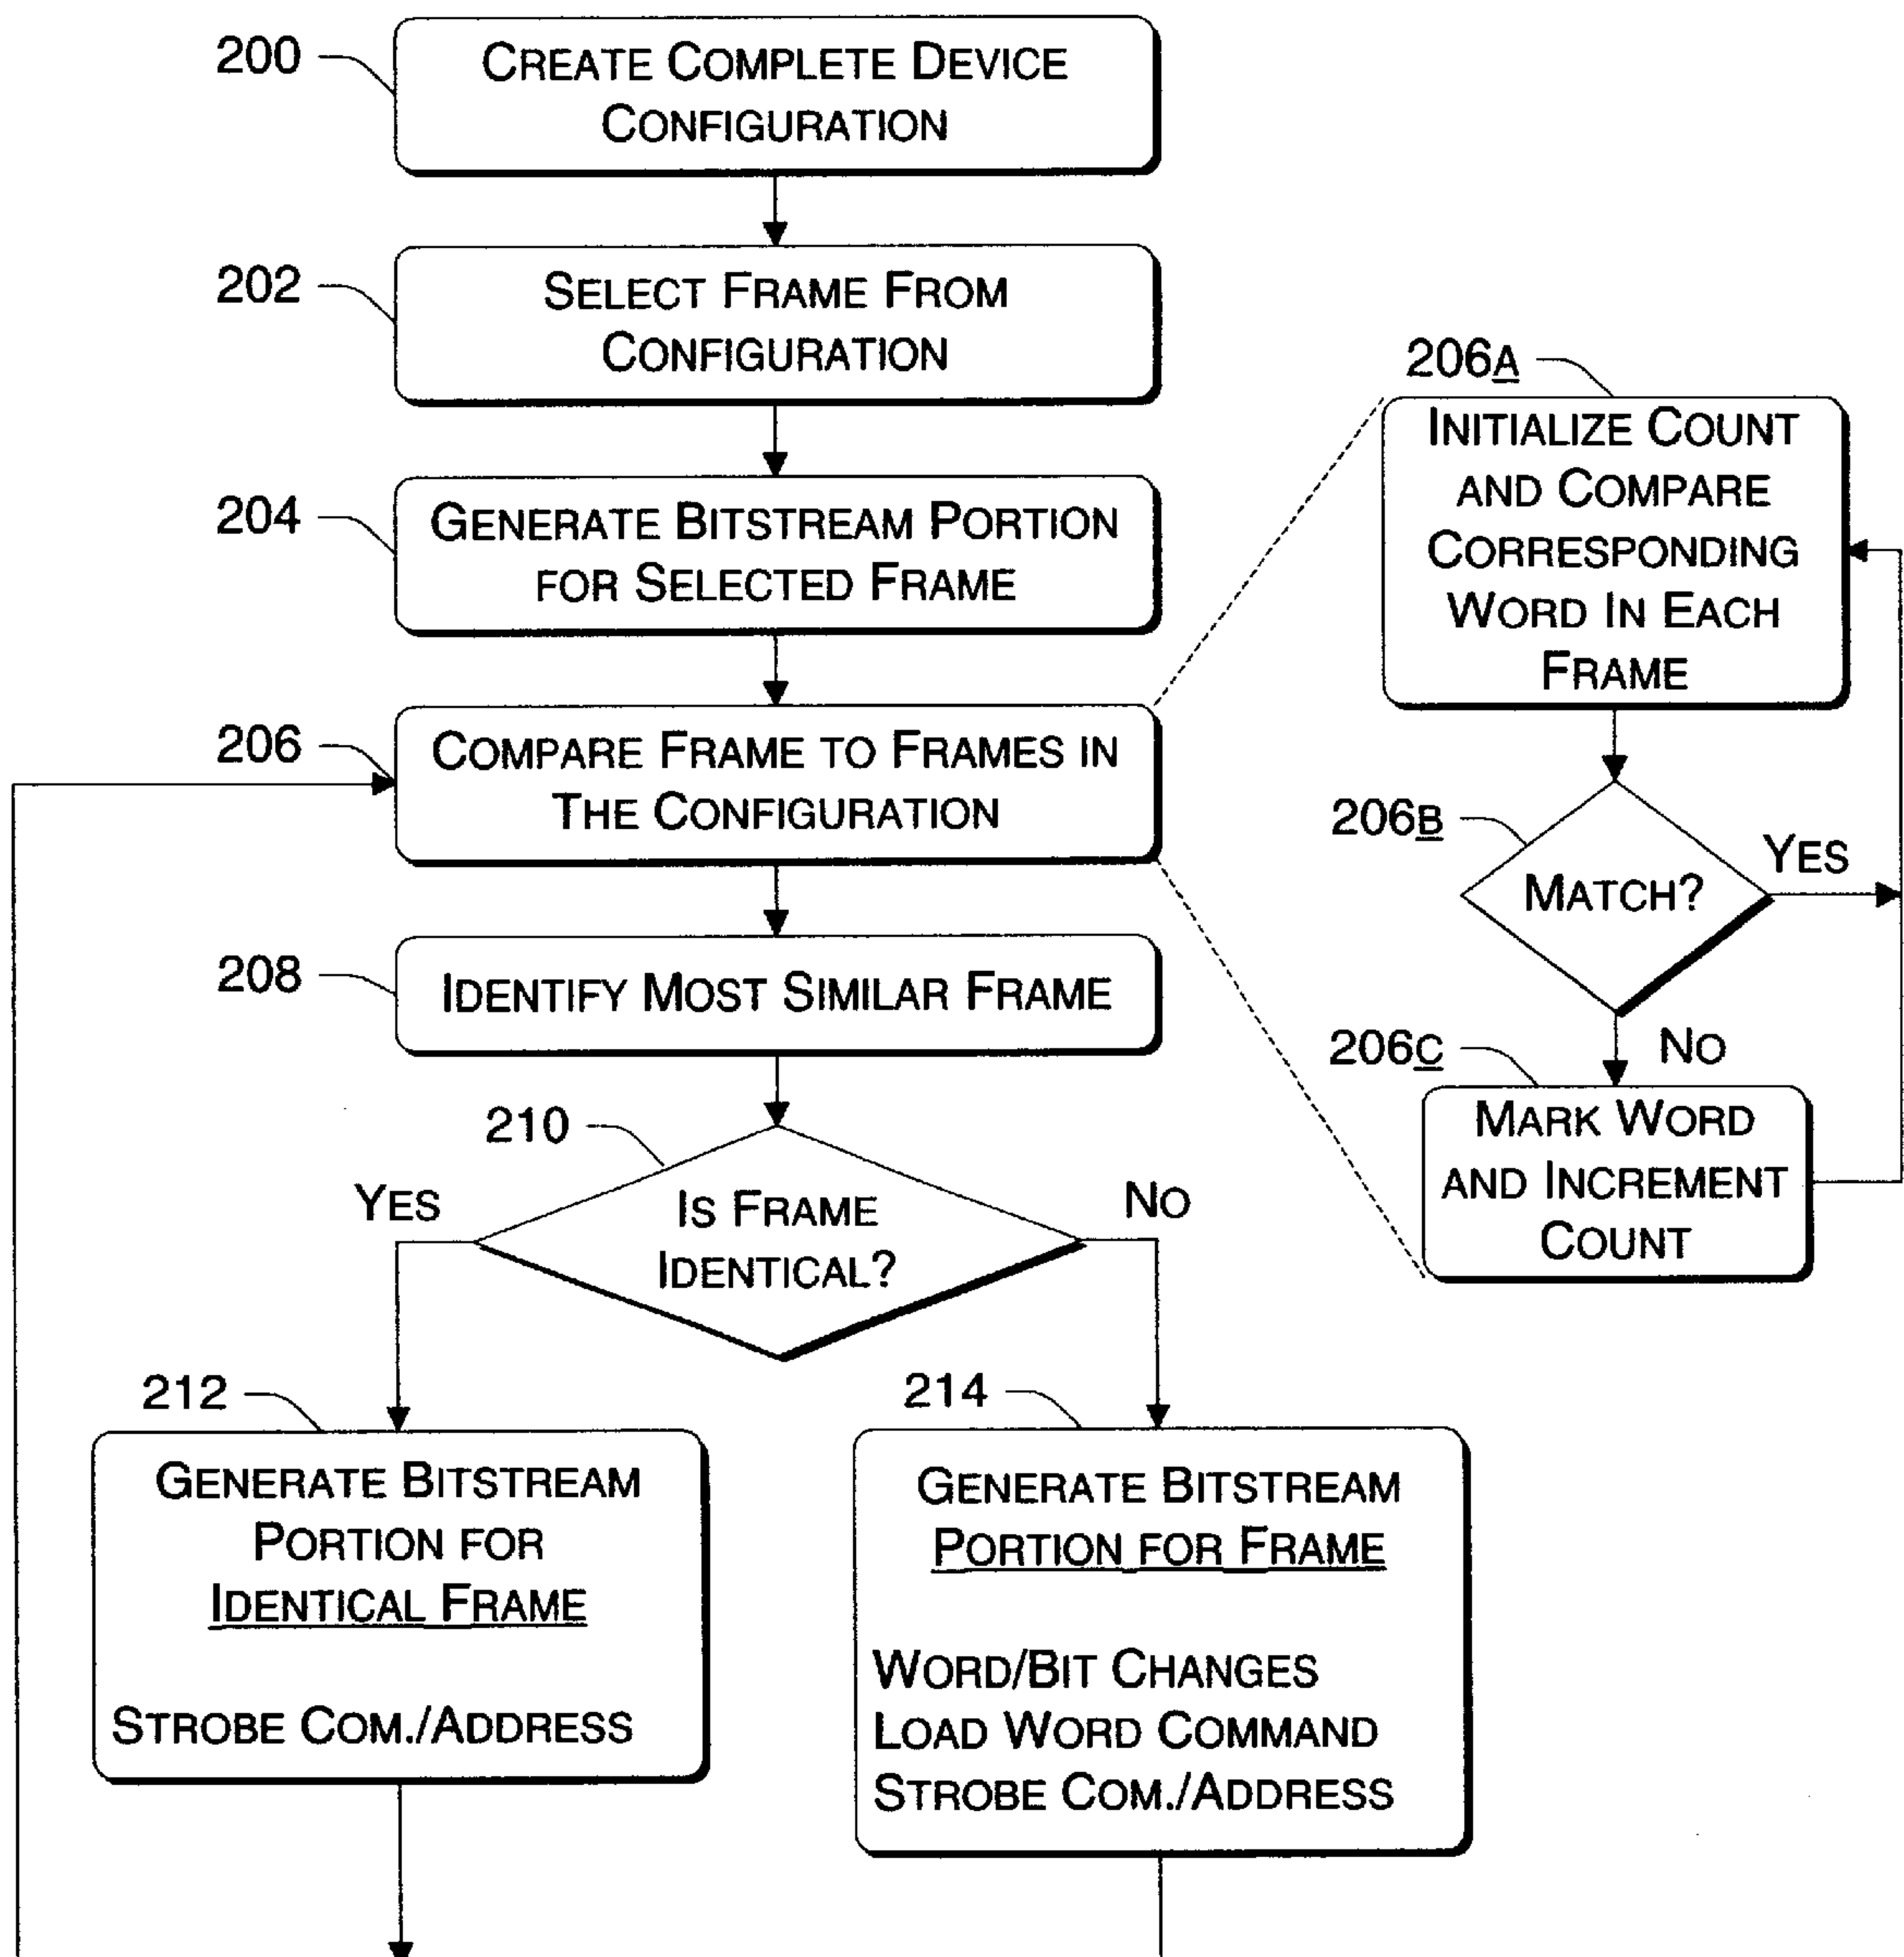 200
CREATE COMPLETE DEVICE
CONFIGURATION
202
SELECT FRAME FROM
CONFIGURATION
204
GENERATE BITSTREAM PORTION
FOR SELECTED FRAME
206
COMPARE FRAME TO FRAMES IN
THE CONFIGURATION
206A
INITIALIZE COUNT
AND COMPARE
CORRESPONDING
WORD IN EACH
FRAME
206B
MATCH?
YES
NO
206C
MARK WORD
AND INCREMENT
COUNT
208
IDENTIFY MOST SIMILAR FRAME
210
IS FRAME
IDENTICAL?
YES
NO
212
GENERATE BITSTREAM
PORTION FOR
IDENTICAL FRAME
STROBE COM./ADDRESS
214
GENERATE BITSTREAM
PORTION FOR FRAME
WORD/BIT CHANGES
LOAD WORD COMMAND
STROBE COM./ADDRESS